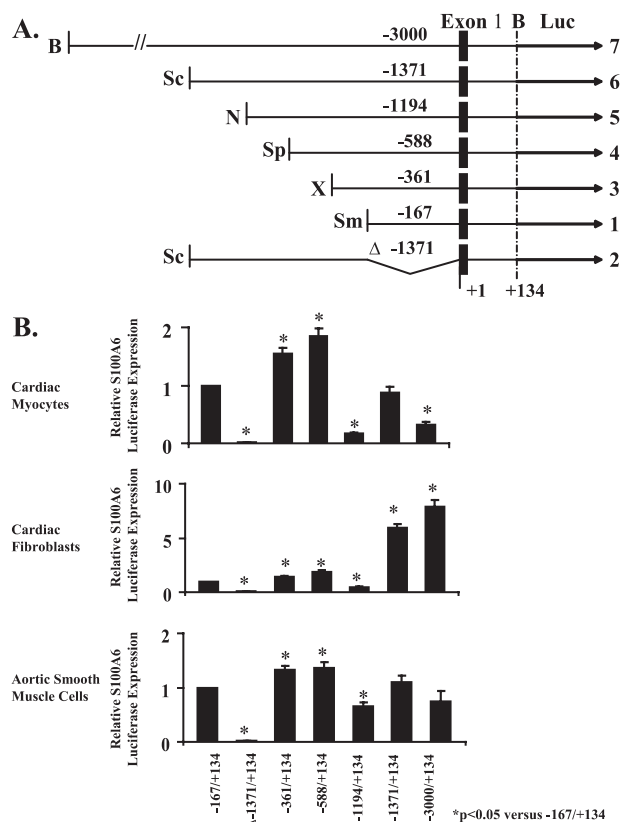 A.
Exon 1 B Luc
B // -3000 7
Sc -1371 6
N -1194 5
Sp -588 4
X -361 3
Sm -167 1
Sc Δ -1371 2
+1 +134
B.
Cardiac
Myocytes
Relative S100A6
Luciferase Expression
2
1
0
* * * * *
Cardiac
Fibroblasts
Relative S100A6
Luciferase Expression
10
5
0
* * * * * *
Aortic Smooth
Muscle Cells
Relative S100A6
Luciferase Expression
2
1
0
* * * *
-167/+134
Δ-1371/+134
-361/+134
-588/+134
-1194/+134
-1371/+134
-3000/+134
*p<0.05 versus -167/+134